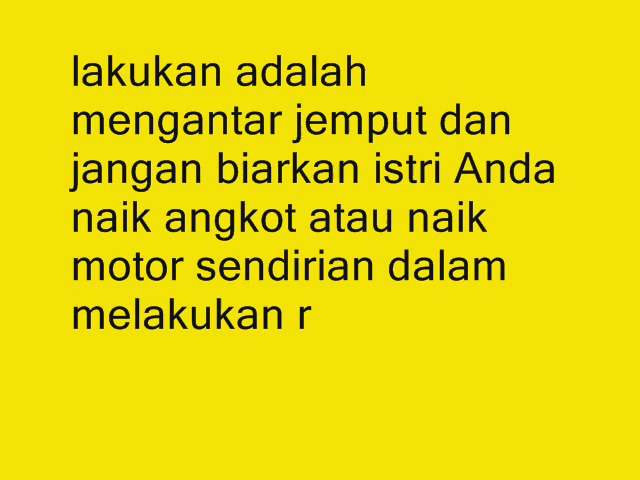 lakukan adalah
mengantar jemput dan
jangan biarkan istri Anda
naik angkot atau naik
motor sendirian dalam
melakukan r